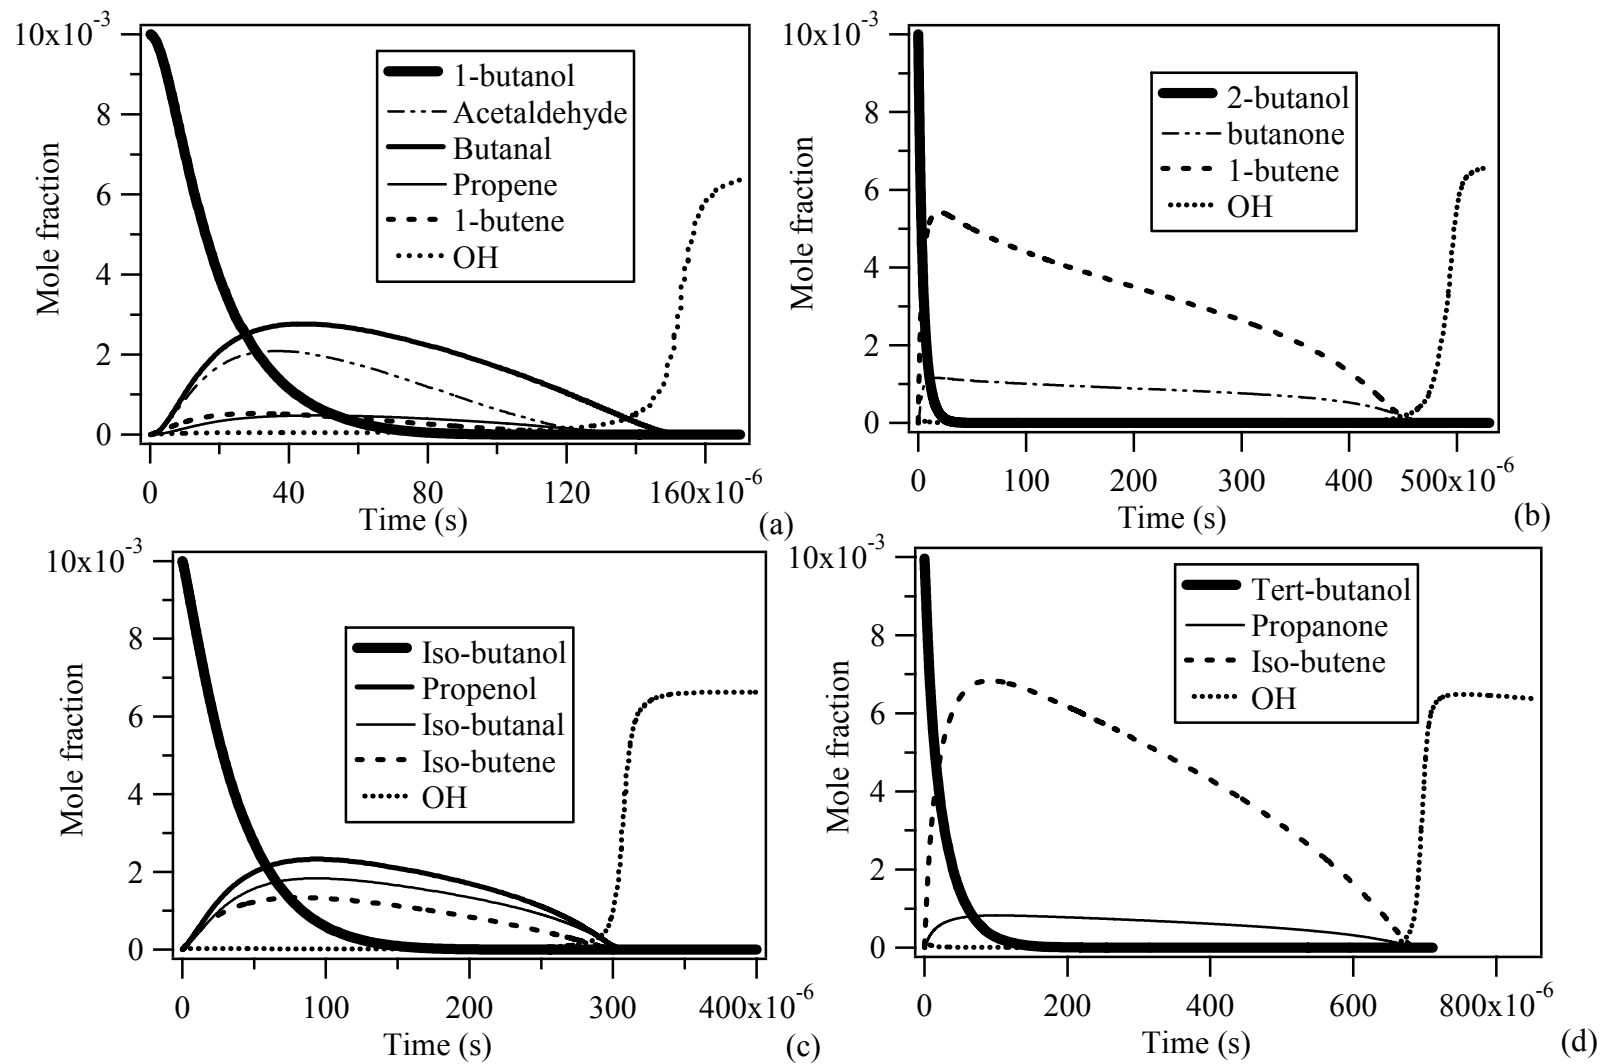 10x10-3
8
6
4
2
0
Mole fraction
1-butanol
Acetaldehyde
Butanal
Propene
1-butene
OH
0 40 80 120 160x10-6
Time (s)
(a)
10x10-3
8
6
4
2
0
Mole fraction
2-butanol
butanone
1-butene
OH
0 100 200 300 400 500x10-6
Time (s)
(b)
10x10-3
8
6
4
2
0
Mole fraction
Iso-butanol
Propenol
Iso-butanal
Iso-butene
OH
0 100 200 300 400x10-6
Time (s)
(c)
10x10-3
8
6
4
2
0
Mole fraction
Tert-butanol
Propanone
Iso-butene
OH
0 200 400 600 800x10-6
Time (s)
(d)